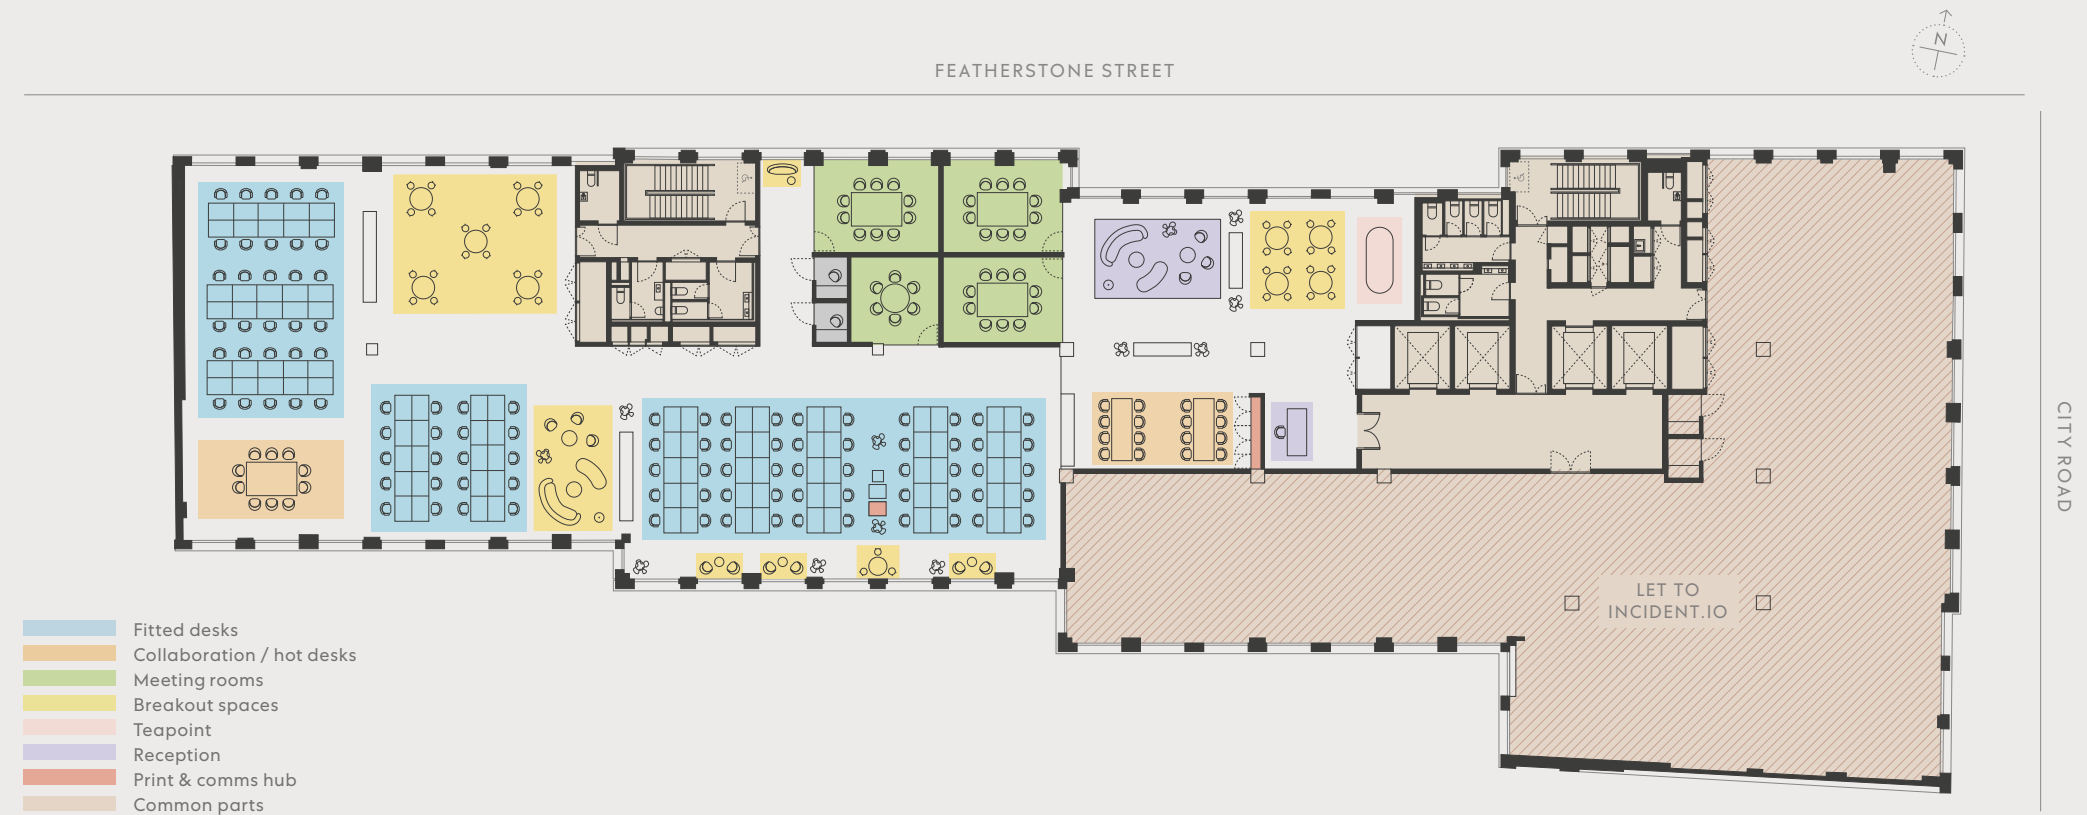 N
FEATHERSTONE STREET
CITY ROAD
LET TO
INCIDENT.IO
Fitted desks
Collaboration / hot desks
Meeting rooms
Breakout spaces
Teapoint
Reception
Print & comms hub
Common parts